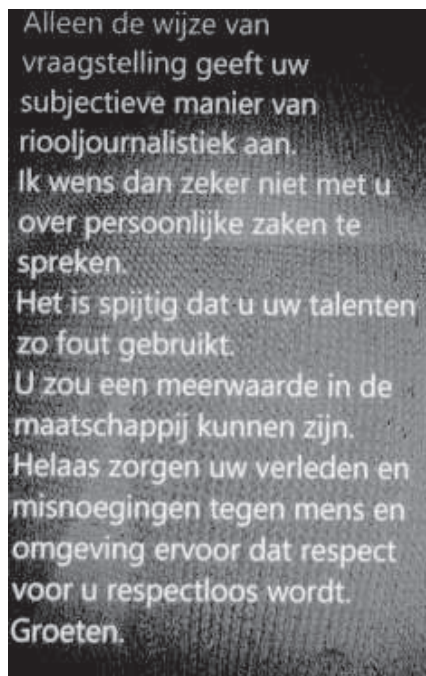 Alleen de wijze van
vraagstelling geeft uw
subjectieve manier van
riooljournalistiek aan.
Ik wens dan zeker niet met u
over persoonlijke zaken te
spreken.
Het is spijtig dat u uw talenten
zo fout gebruikt.
U zou een meerwaarde in de
maatschappij kunnen zijn.
Helaas zorgen uw verleden en
misnoegingen tegen mens en
omgeving ervoor dat respect
voor u respectloos wordt.
Groeten.